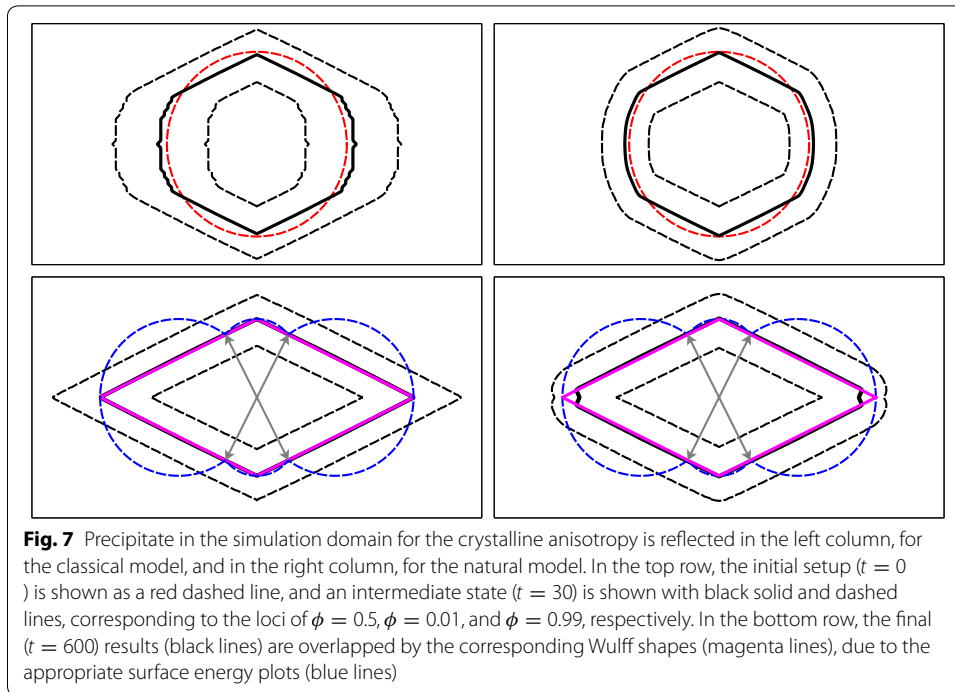 Fig. 7 Precipitate in the simulation domain for the crystalline anisotropy is reflected in the left column, for
the classical model, and in the right column, for the natural model. In the top row, the initial setup (t = 0
) is shown as a red dashed line, and an intermediate state (t = 30) is shown with black solid and dashed
lines, corresponding to the loci of ϕ = 0.5, ϕ = 0.01, and ϕ = 0.99, respectively. In the bottom row, the final
(t = 600) results (black lines) are overlapped by the corresponding Wulff shapes (magenta lines), due to the
appropriate surface energy plots (blue lines)